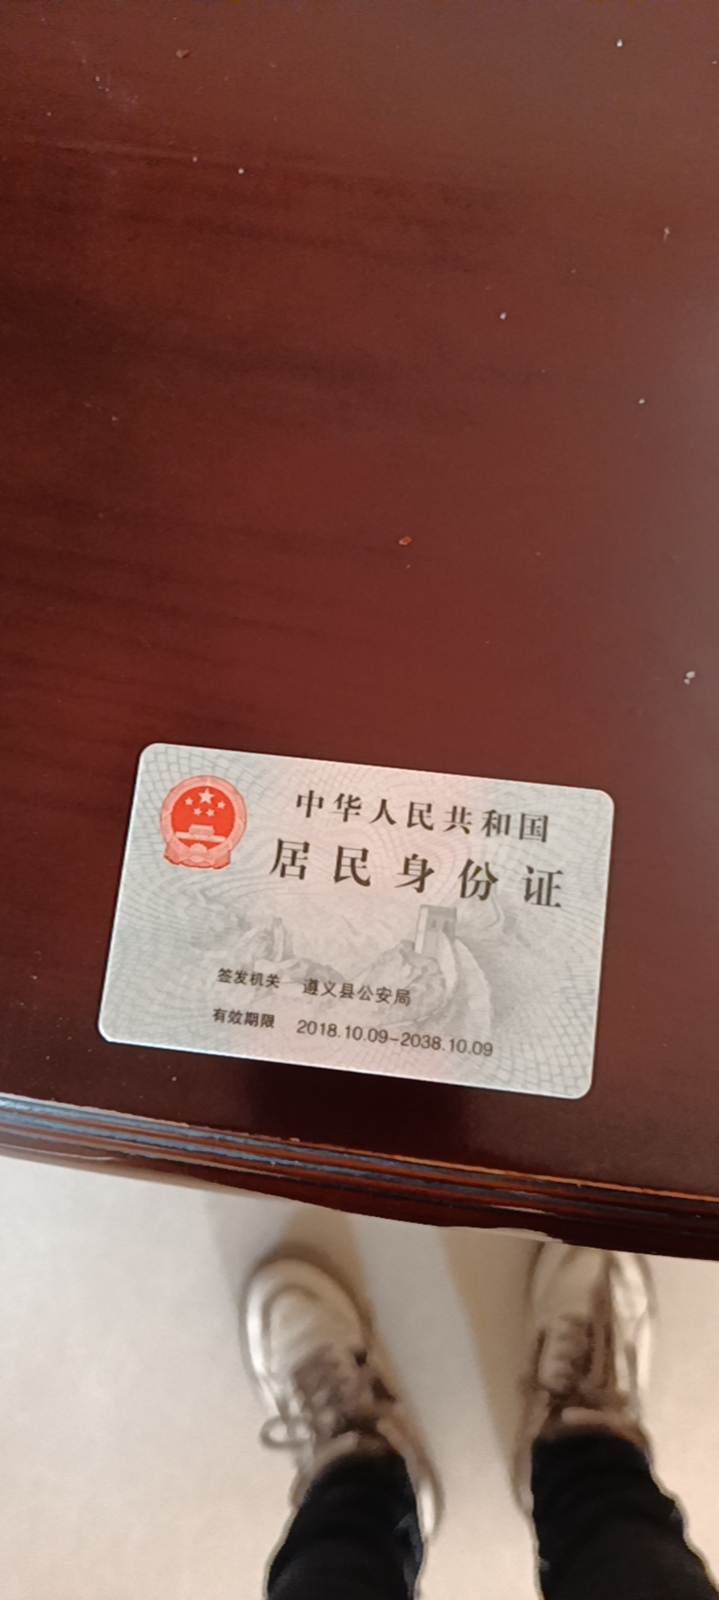 中华人民共和国
居民身份证
签发机关 遵义县公安局
有效期限 2018.10.09-2038.10.09